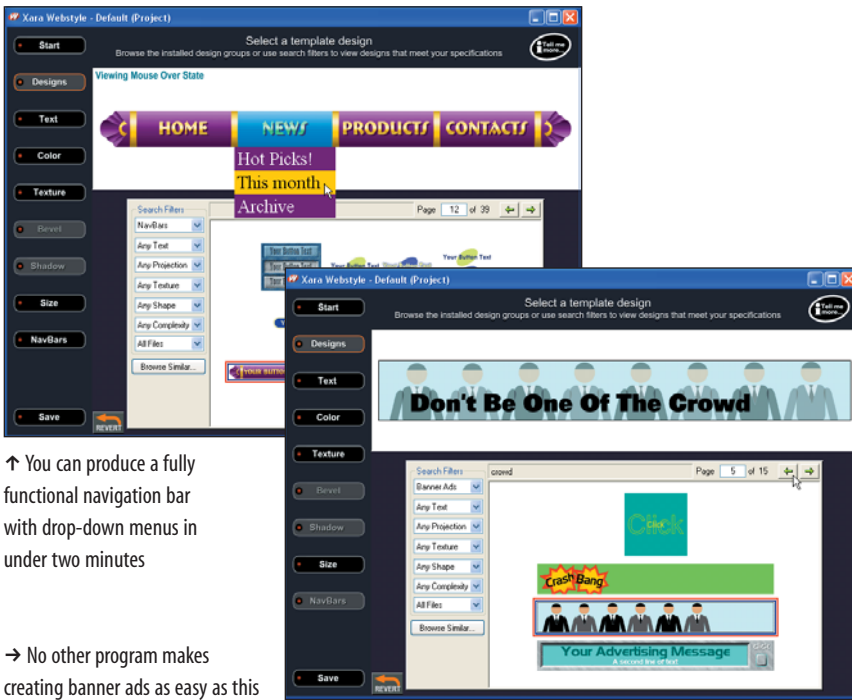 Xara Webstyle - Default (Project)
Start
Select a template design
Browse the installed design groups or use search filters to view designs that meet your specifications
Tell me more...
Designs
Text
Color
Texture
Bevel
Shadow
Size
NavBars
Save
REVERT
Viewing Mouse Over State
HOME NEWS PRODUCTS CONTACTS
Hot Picks!
This month
Archive
Search Filters
Page 12 of 39
NavBars
Any Text
Any Projection
Any Texture
Any Shape
Any Complexity
All Files
Browse Similar...
Your Button Text
Your Button Text
Your Button Text
YOUR BUTTON
Xara Webstyle - Default (Project)
Start
Select a template design
Browse the installed design groups or use search filters to view designs that meet your specifications
Tell me more...
Designs
Text
Color
Texture
Bevel
Shadow
Size
NavBars
Save
REVERT
Don't Be One Of The Crowd
Search Filters
crowd
Page 5 of 15
Banner Ads
Any Text
Any Projection
Any Texture
Any Shape
Any Complexity
All Files
Browse Similar...
Click
Click
Crash Bang
Your Advertising Message
A second line of text
↑ You can produce a fully
functional navigation bar
with drop-down menus in
under two minutes
→ No other program makes
creating banner ads as easy as this